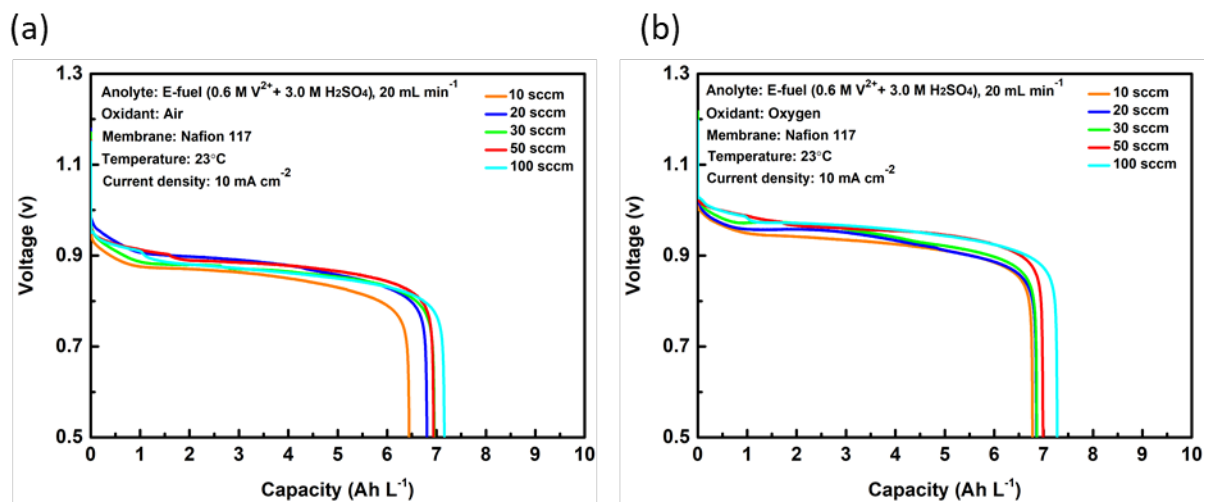 (a)
1.3
1.1
0.9
0.7
0.5
Voltage (v)
Anolyte: E-fuel (0.6 M V²⁺+ 3.0 M H₂SO₄), 20 mL min⁻¹
Oxidant: Air
Membrane: Nafion 117
Temperature: 23°C
Current density: 10 mA cm⁻²
10 sccm
20 sccm
30 sccm
50 sccm
100 sccm
0 1 2 3 4 5 6 7 8 9 10
Capacity (Ah L⁻¹)
(b)
1.3
1.1
0.9
0.7
0.5
Voltage (v)
Anolyte: E-fuel (0.6 M V²⁺+ 3.0 M H₂SO₄), 20 mL min⁻¹
Oxidant: Oxygen
Membrane: Nafion 117
Temperature: 23°C
Current density: 10 mA cm⁻²
10 sccm
20 sccm
30 sccm
50 sccm
100 sccm
0 1 2 3 4 5 6 7 8 9 10
Capacity (Ah L⁻¹)